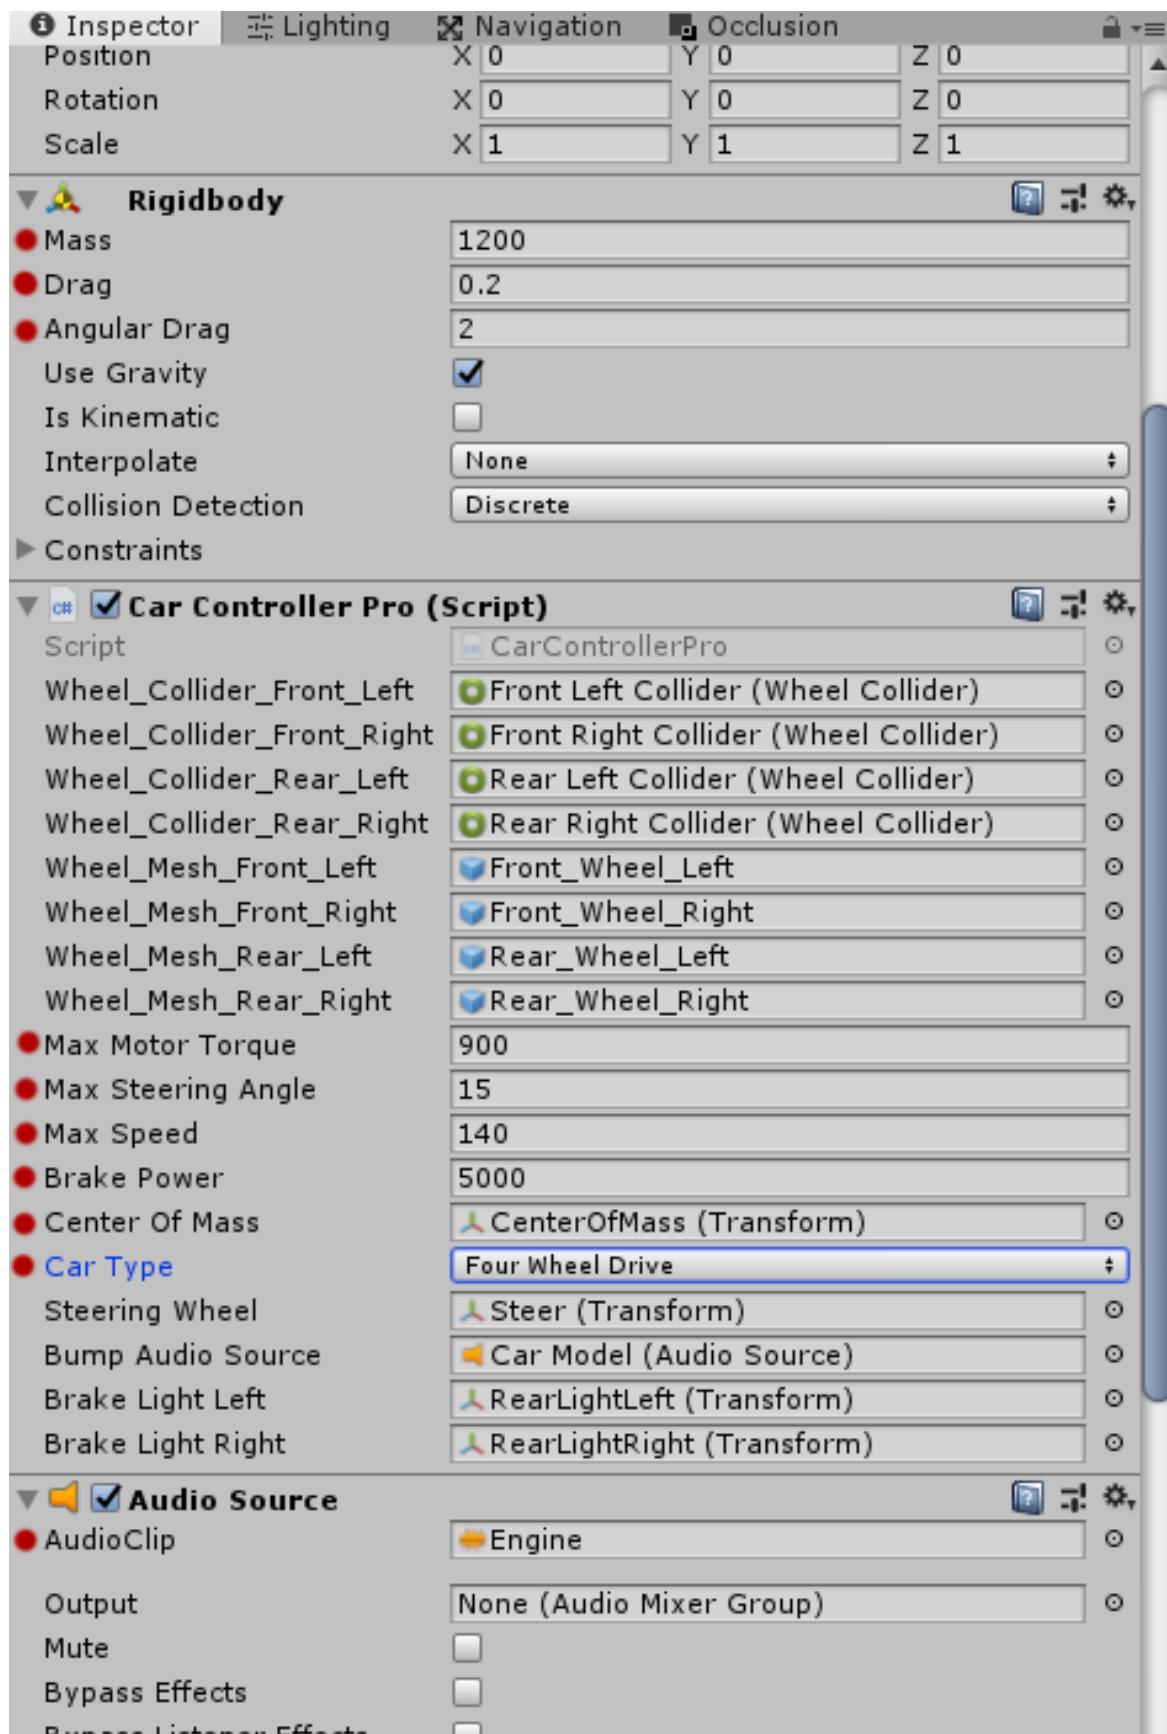 Inspector Lighting Navigation Occlusion
Position X 0 Y 0 Z 0
Rotation X 0 Y 0 Z 0
Scale X 1 Y 1 Z 1
Rigidbody
Mass 1200
Drag 0.2
Angular Drag 2
Use Gravity
Is Kinematic
Interpolate None
Collision Detection Discrete
Constraints
c# Car Controller Pro (Script)
Script CarControllerPro
Wheel_Collider_Front_Left Front Left Collider (Wheel Collider)
Wheel_Collider_Front_Right Front Right Collider (Wheel Collider)
Wheel_Collider_Rear_Left Rear Left Collider (Wheel Collider)
Wheel_Collider_Rear_Right Rear Right Collider (Wheel Collider)
Wheel_Mesh_Front_Left Front_Wheel_Left
Wheel_Mesh_Front_Right Front_Wheel_Right
Wheel_Mesh_Rear_Left Rear_Wheel_Left
Wheel_Mesh_Rear_Right Rear_Wheel_Right
Max Motor Torque 900
Max Steering Angle 15
Max Speed 140
Brake Power 5000
Center Of Mass CenterOfMass (Transform)
Car Type Four Wheel Drive
Steering Wheel Steer (Transform)
Bump Audio Source Car Model (Audio Source)
Brake Light Left RearLightLeft (Transform)
Brake Light Right RearLightRight (Transform)
Audio Source
AudioClip Engine
Output None (Audio Mixer Group)
Mute
Bypass Effects
Bypass Listener Effects